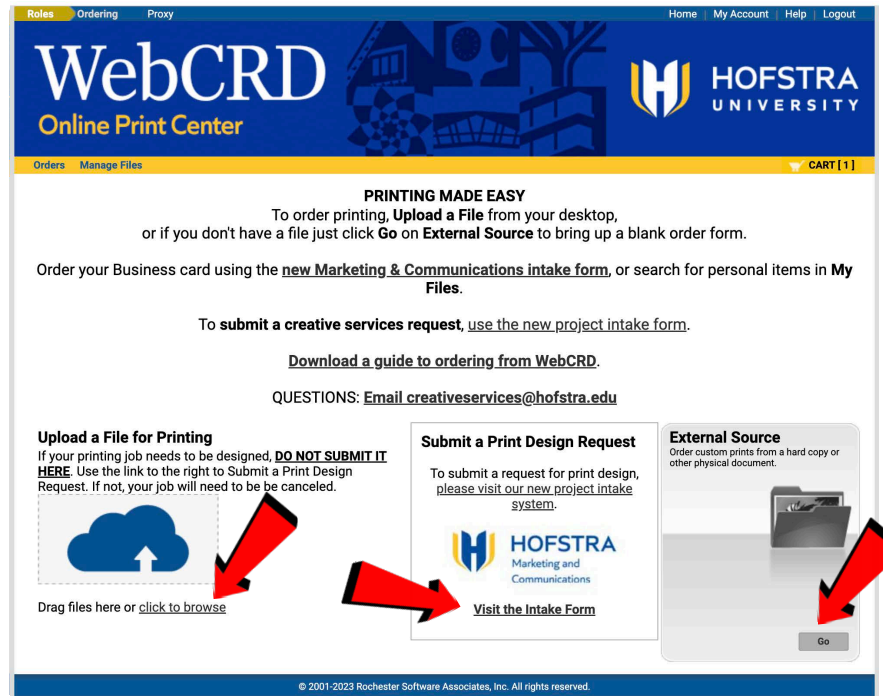 Roles Ordering Proxy Home | My Account | Help | Logout
WebCRD
Online Print Center
HOFSTRA
UNIVERSITY
Orders Manage Files CART [ 1 ]
PRINTING MADE EASY
To order printing, Upload a File from your desktop,
or if you don't have a file just click Go on External Source to bring up a blank order form.
Order your Business card using the new Marketing & Communications intake form, or search for personal items in My
Files.
To submit a creative services request, use the new project intake form.
Download a guide to ordering from WebCRD.
QUESTIONS: Email creativeservices@hofstra.edu
Upload a File for Printing
If your printing job needs to be designed, DO NOT SUBMIT IT
HERE. Use the link to the right to Submit a Print Design
Request. If not, your job will need to be be canceled.
Drag files here or click to browse
Submit a Print Design Request
To submit a request for print design,
please visit our new project intake
system.
HOFSTRA
Marketing and
Communications
Visit the Intake Form
External Source
Order custom prints from a hard copy or
other physical document.
Go
© 2001-2023 Rochester Software Associates, Inc. All rights reserved.